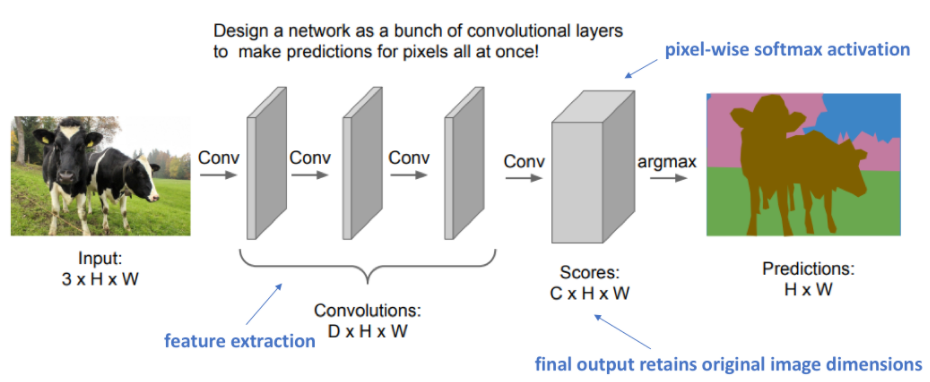 Design a network as a bunch of convolutional layers
to make predictions for pixels all at once!
pixel-wise softmax activation
Conv
Conv
Conv
Conv
argmax
Input:
3 x H x W
Convolutions:
D x H x W
Scores:
C x H x W
Predictions:
H x W
feature extraction
final output retains original image dimensions